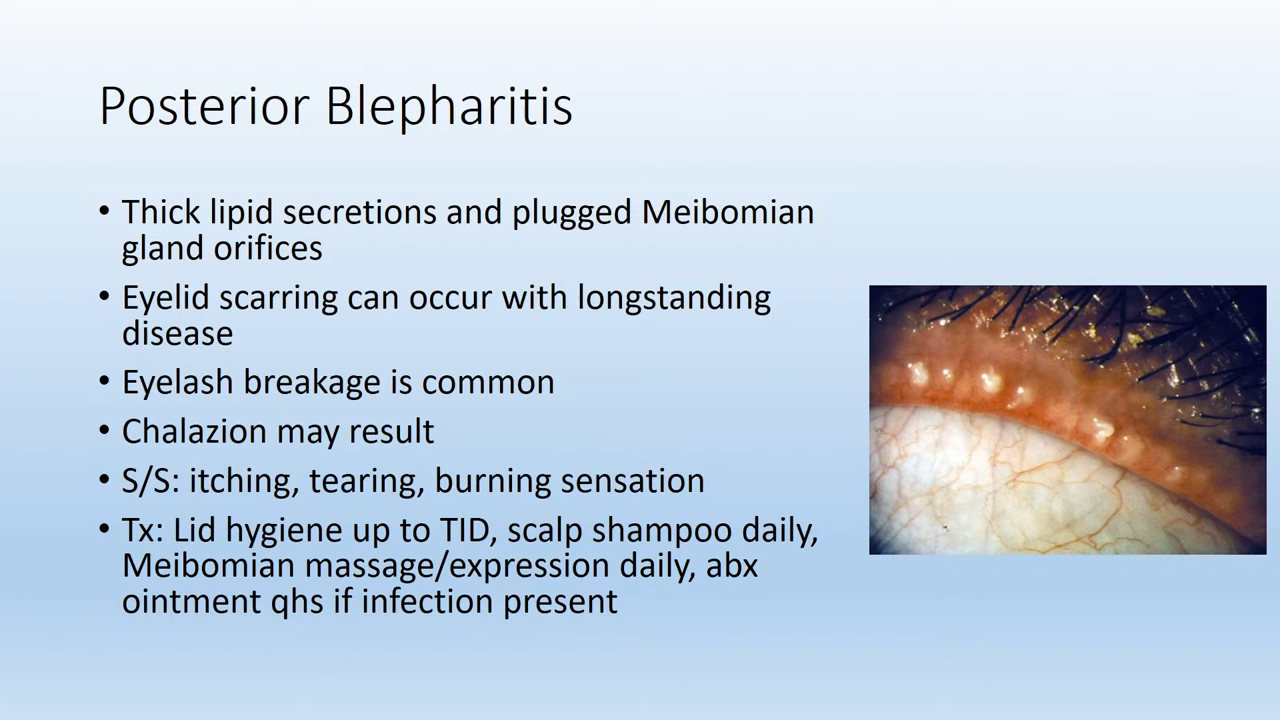 Posterior Blepharitis
• Thick lipid secretions and plugged Meibomian
gland orifices
• Eyelid scarring can occur with longstanding
disease
• Eyelash breakage is common
• Chalazion may result
• S/S: itching, tearing, burning sensation
• Tx: Lid hygiene up to TID, scalp shampoo daily,
Meibomian massage/expression daily, abx
ointment qhs if infection present